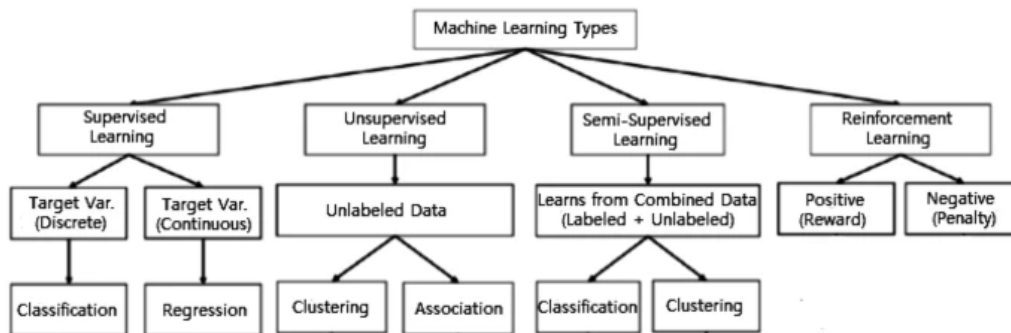 Machine Learning Types
Supervised
Learning
Unsupervised
Learning
Semi-Supervised
Learning
Reinforcement
Learning
Target Var.
(Discrete)
Target Var.
(Continuous)
Unlabeled Data
Learns from Combined Data
(Labeled + Unlabeled)
Positive
(Reward)
Negative
(Penalty)
Classification
Regression
Clustering
Association
Classification
Clustering